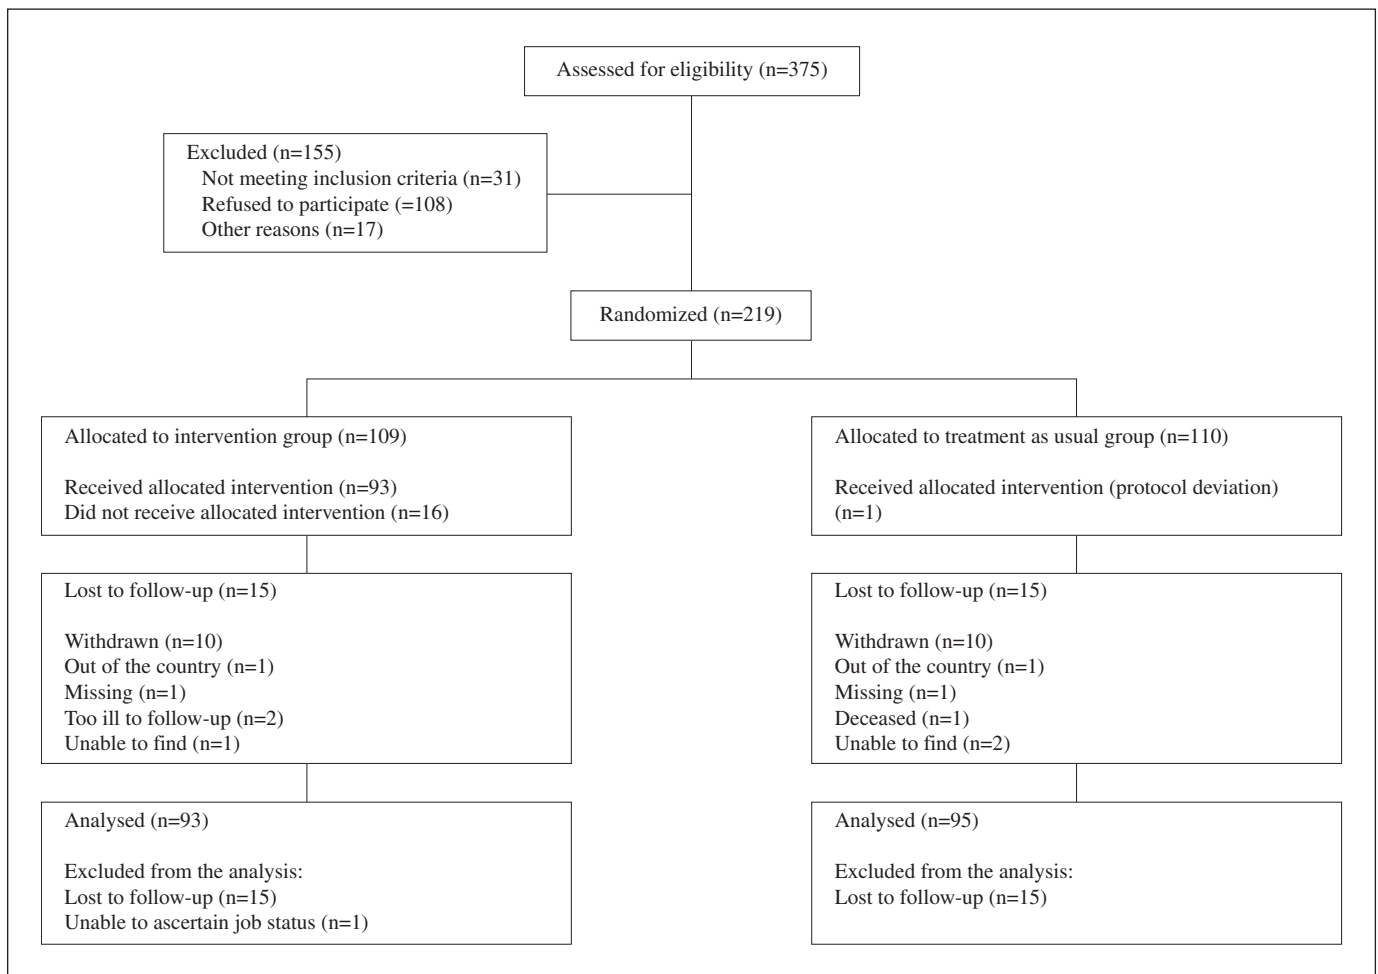 Assessed for eligibility (n=375)
Excluded (n=155)
Not meeting inclusion criteria (n=31)
Refused to participate (=108)
Other reasons (n=17)
Randomized (n=219)
Allocated to intervention group (n=109)
Received allocated intervention (n=93)
Did not receive allocated intervention (n=16)
Allocated to treatment as usual group (n=110)
Received allocated intervention (protocol deviation)
(n=1)
Lost to follow-up (n=15)
Withdrawn (n=10)
Out of the country (n=1)
Missing (n=1)
Too ill to follow-up (n=2)
Unable to find (n=1)
Lost to follow-up (n=15)
Withdrawn (n=10)
Out of the country (n=1)
Missing (n=1)
Deceased (n=1)
Unable to find (n=2)
Analysed (n=93)
Excluded from the analysis:
Lost to follow-up (n=15)
Unable to ascertain job status (n=1)
Analysed (n=95)
Excluded from the analysis:
Lost to follow-up (n=15)